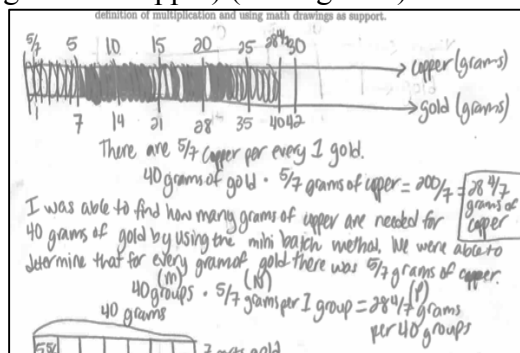 definition of multiplication and using math drawings as support.
5/7 5 10 15 20 25 28 4/7 30
copper (grams)
gold (grams)
1 7 14 21 28 35 40 42
There are 5/7 copper per every 1 gold.
40 grams of gold · 5/7 grams of copper = 200/7 = 28 4/7 grams of copper
I was able to find how many grams of copper are needed for
40 grams of gold by using the mini batch method. We were able to
determine that for every gram of gold there was 5/7 grams of copper.
(M) (N) (P)
40 groups · 5/7 grams per 1 group = 28 4/7 grams
per 40 groups
40 grams